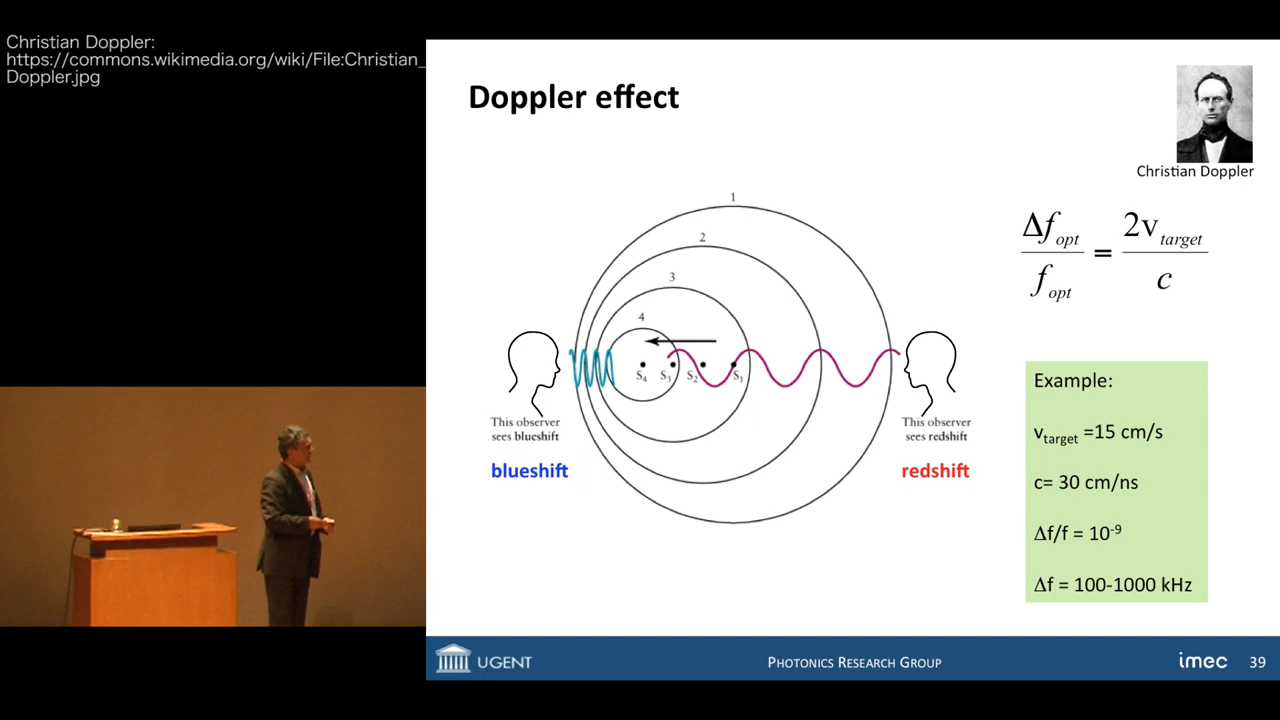 Christian Doppler:
https://commons.wikimedia.org/wiki/File:Christian_
Doppler.jpg
Doppler effect
Christian Doppler
1
2
3
4
S₄ S₃ S₂ S₁
This observer
sees blueshift
blueshift
This observer
sees redshift
redshift
Δf_opt / f_opt = 2v_target / c
Example:
v_target =15 cm/s
c= 30 cm/ns
Δf/f = 10⁻⁹
Δf = 100-1000 kHz
UGENT
PHOTONICS RESEARCH GROUP
imec
39